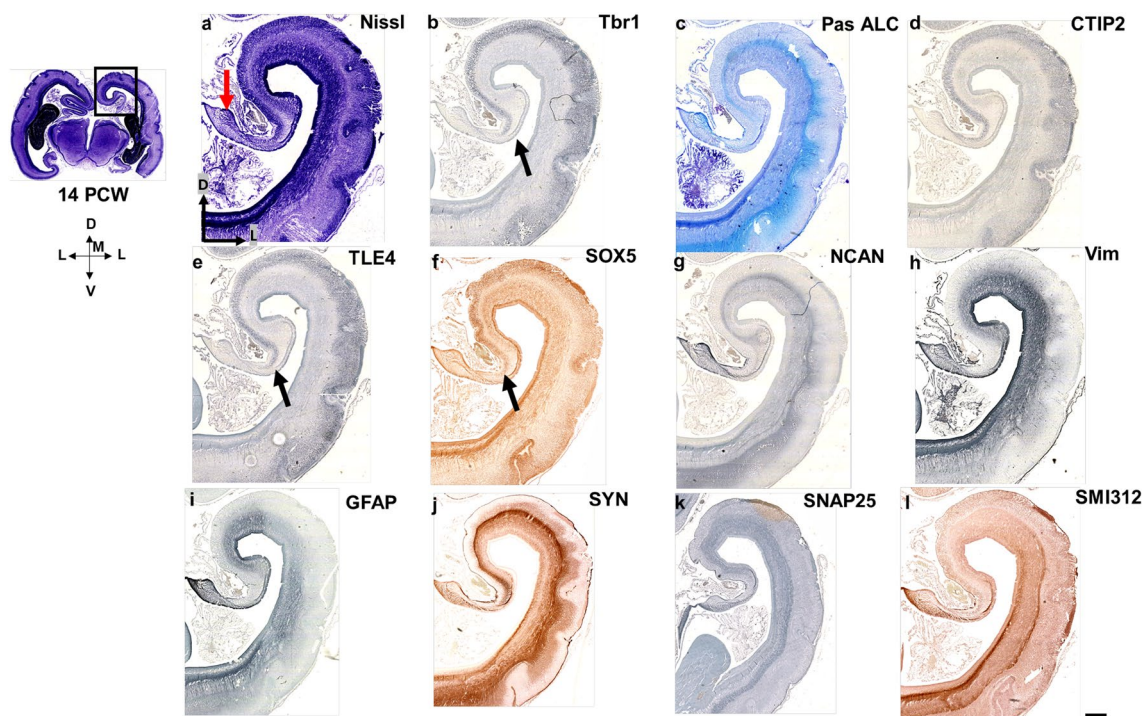 a Nissl
b Tbr1
c Pas ALC
d CTIP2
14 PCW
D
L M L
V
D
L
e TLE4
f SOX5
g NCAN
h Vim
i GFAP
j SYN
k SNAP25
l SMI312